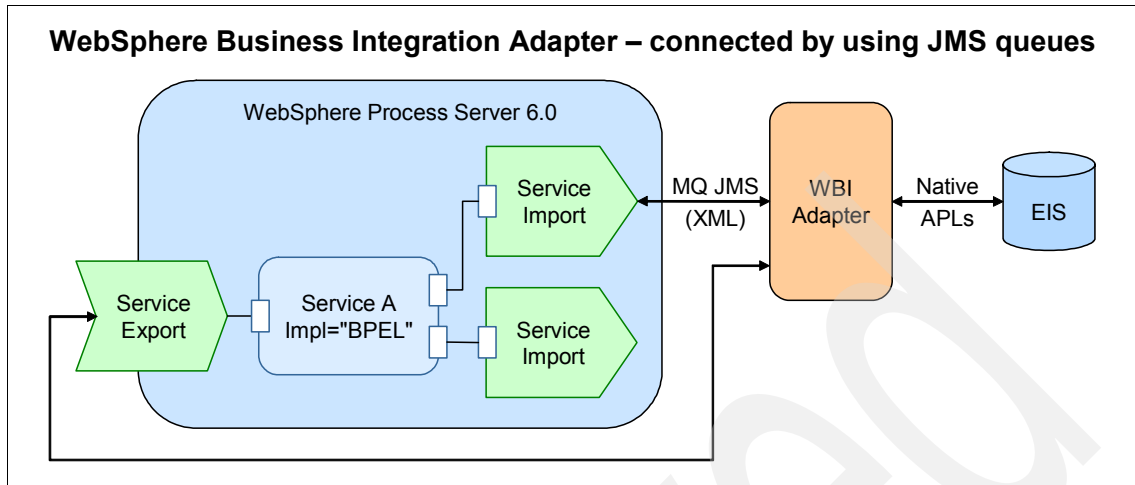 WebSphere Business Integration Adapter – connected by using JMS queues
WebSphere Process Server 6.0
Service
Import
MQ JMS
(XML)
WBI
Adapter
Native
APLs
EIS
Service
Export
Service A
Impl="BPEL"
Service
Import